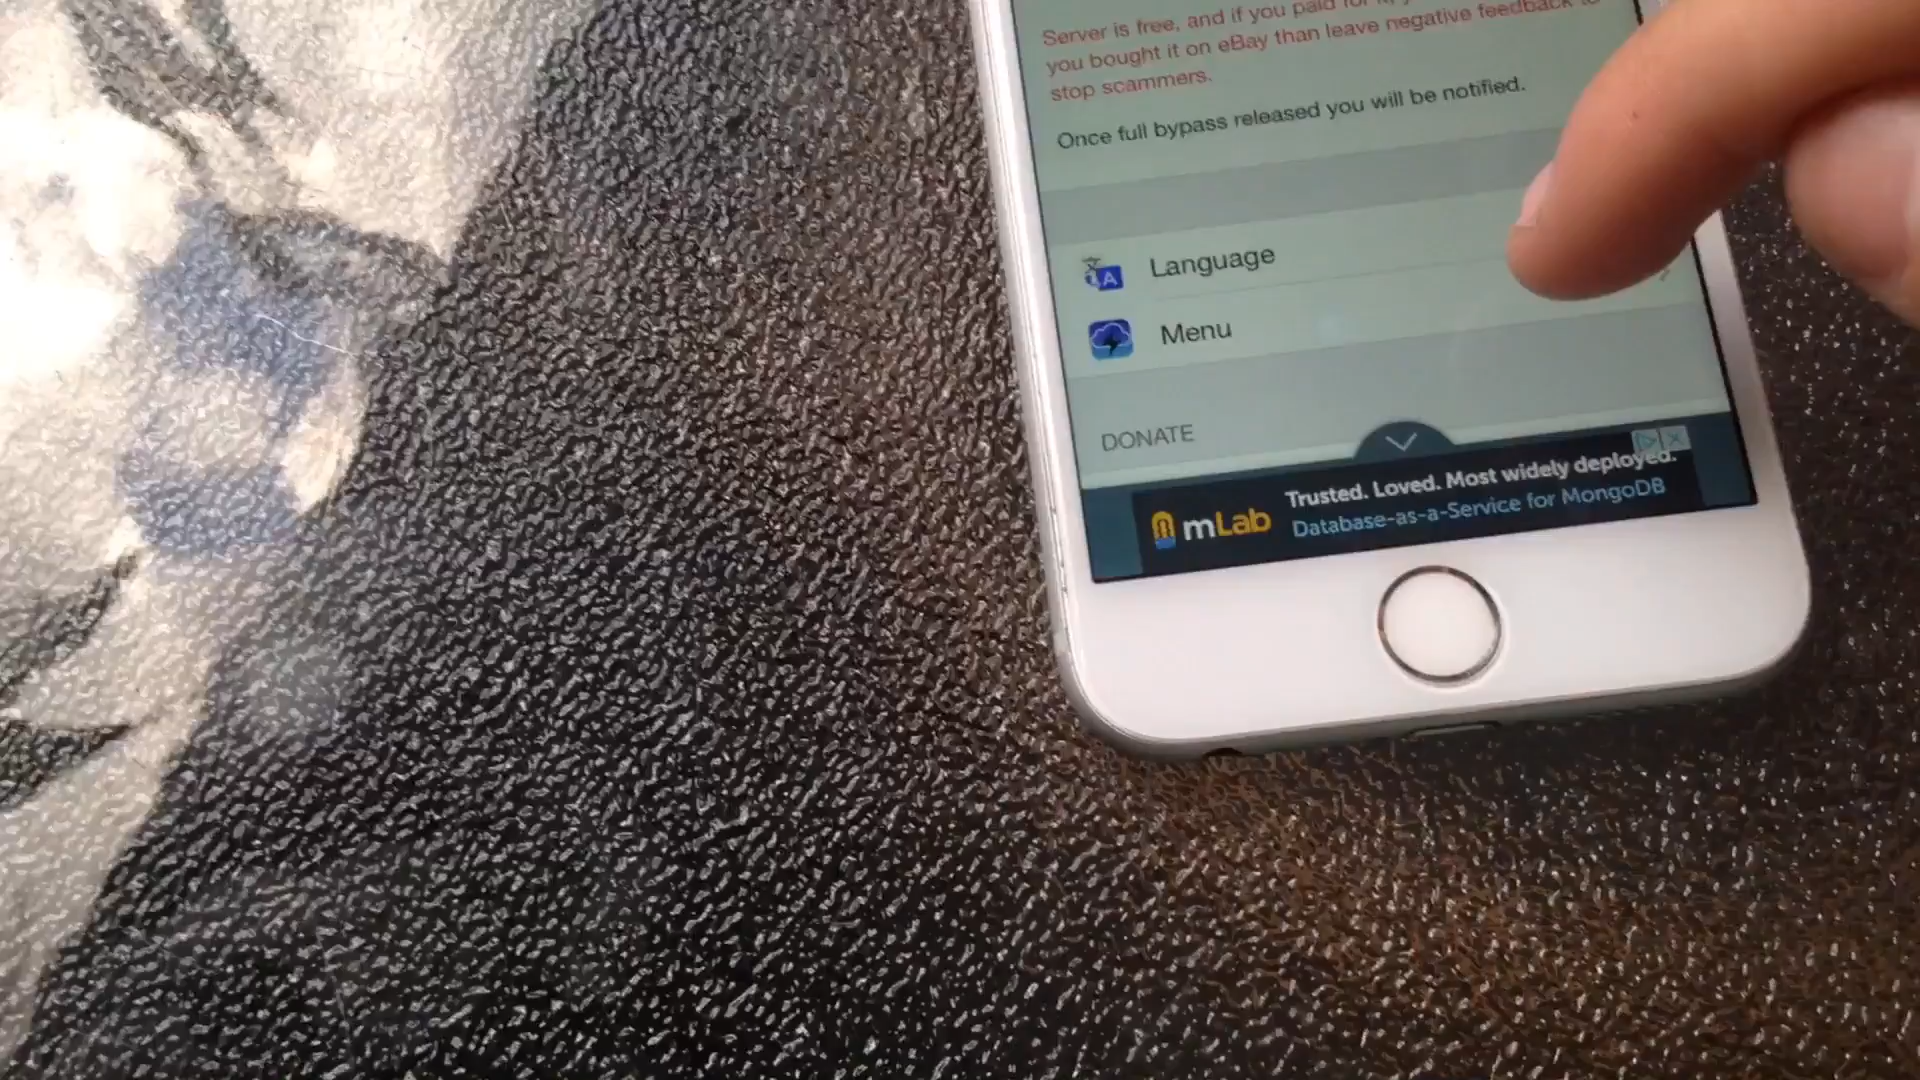 Server is free, and if you paid for it,
you bought it on eBay than leave negative feedback to
stop scammers.
Once full bypass released you will be notified.
Language
Menu
DONATE
Trusted. Loved. Most widely deployed.
mLab
Database-as-a-Service for MongoDB